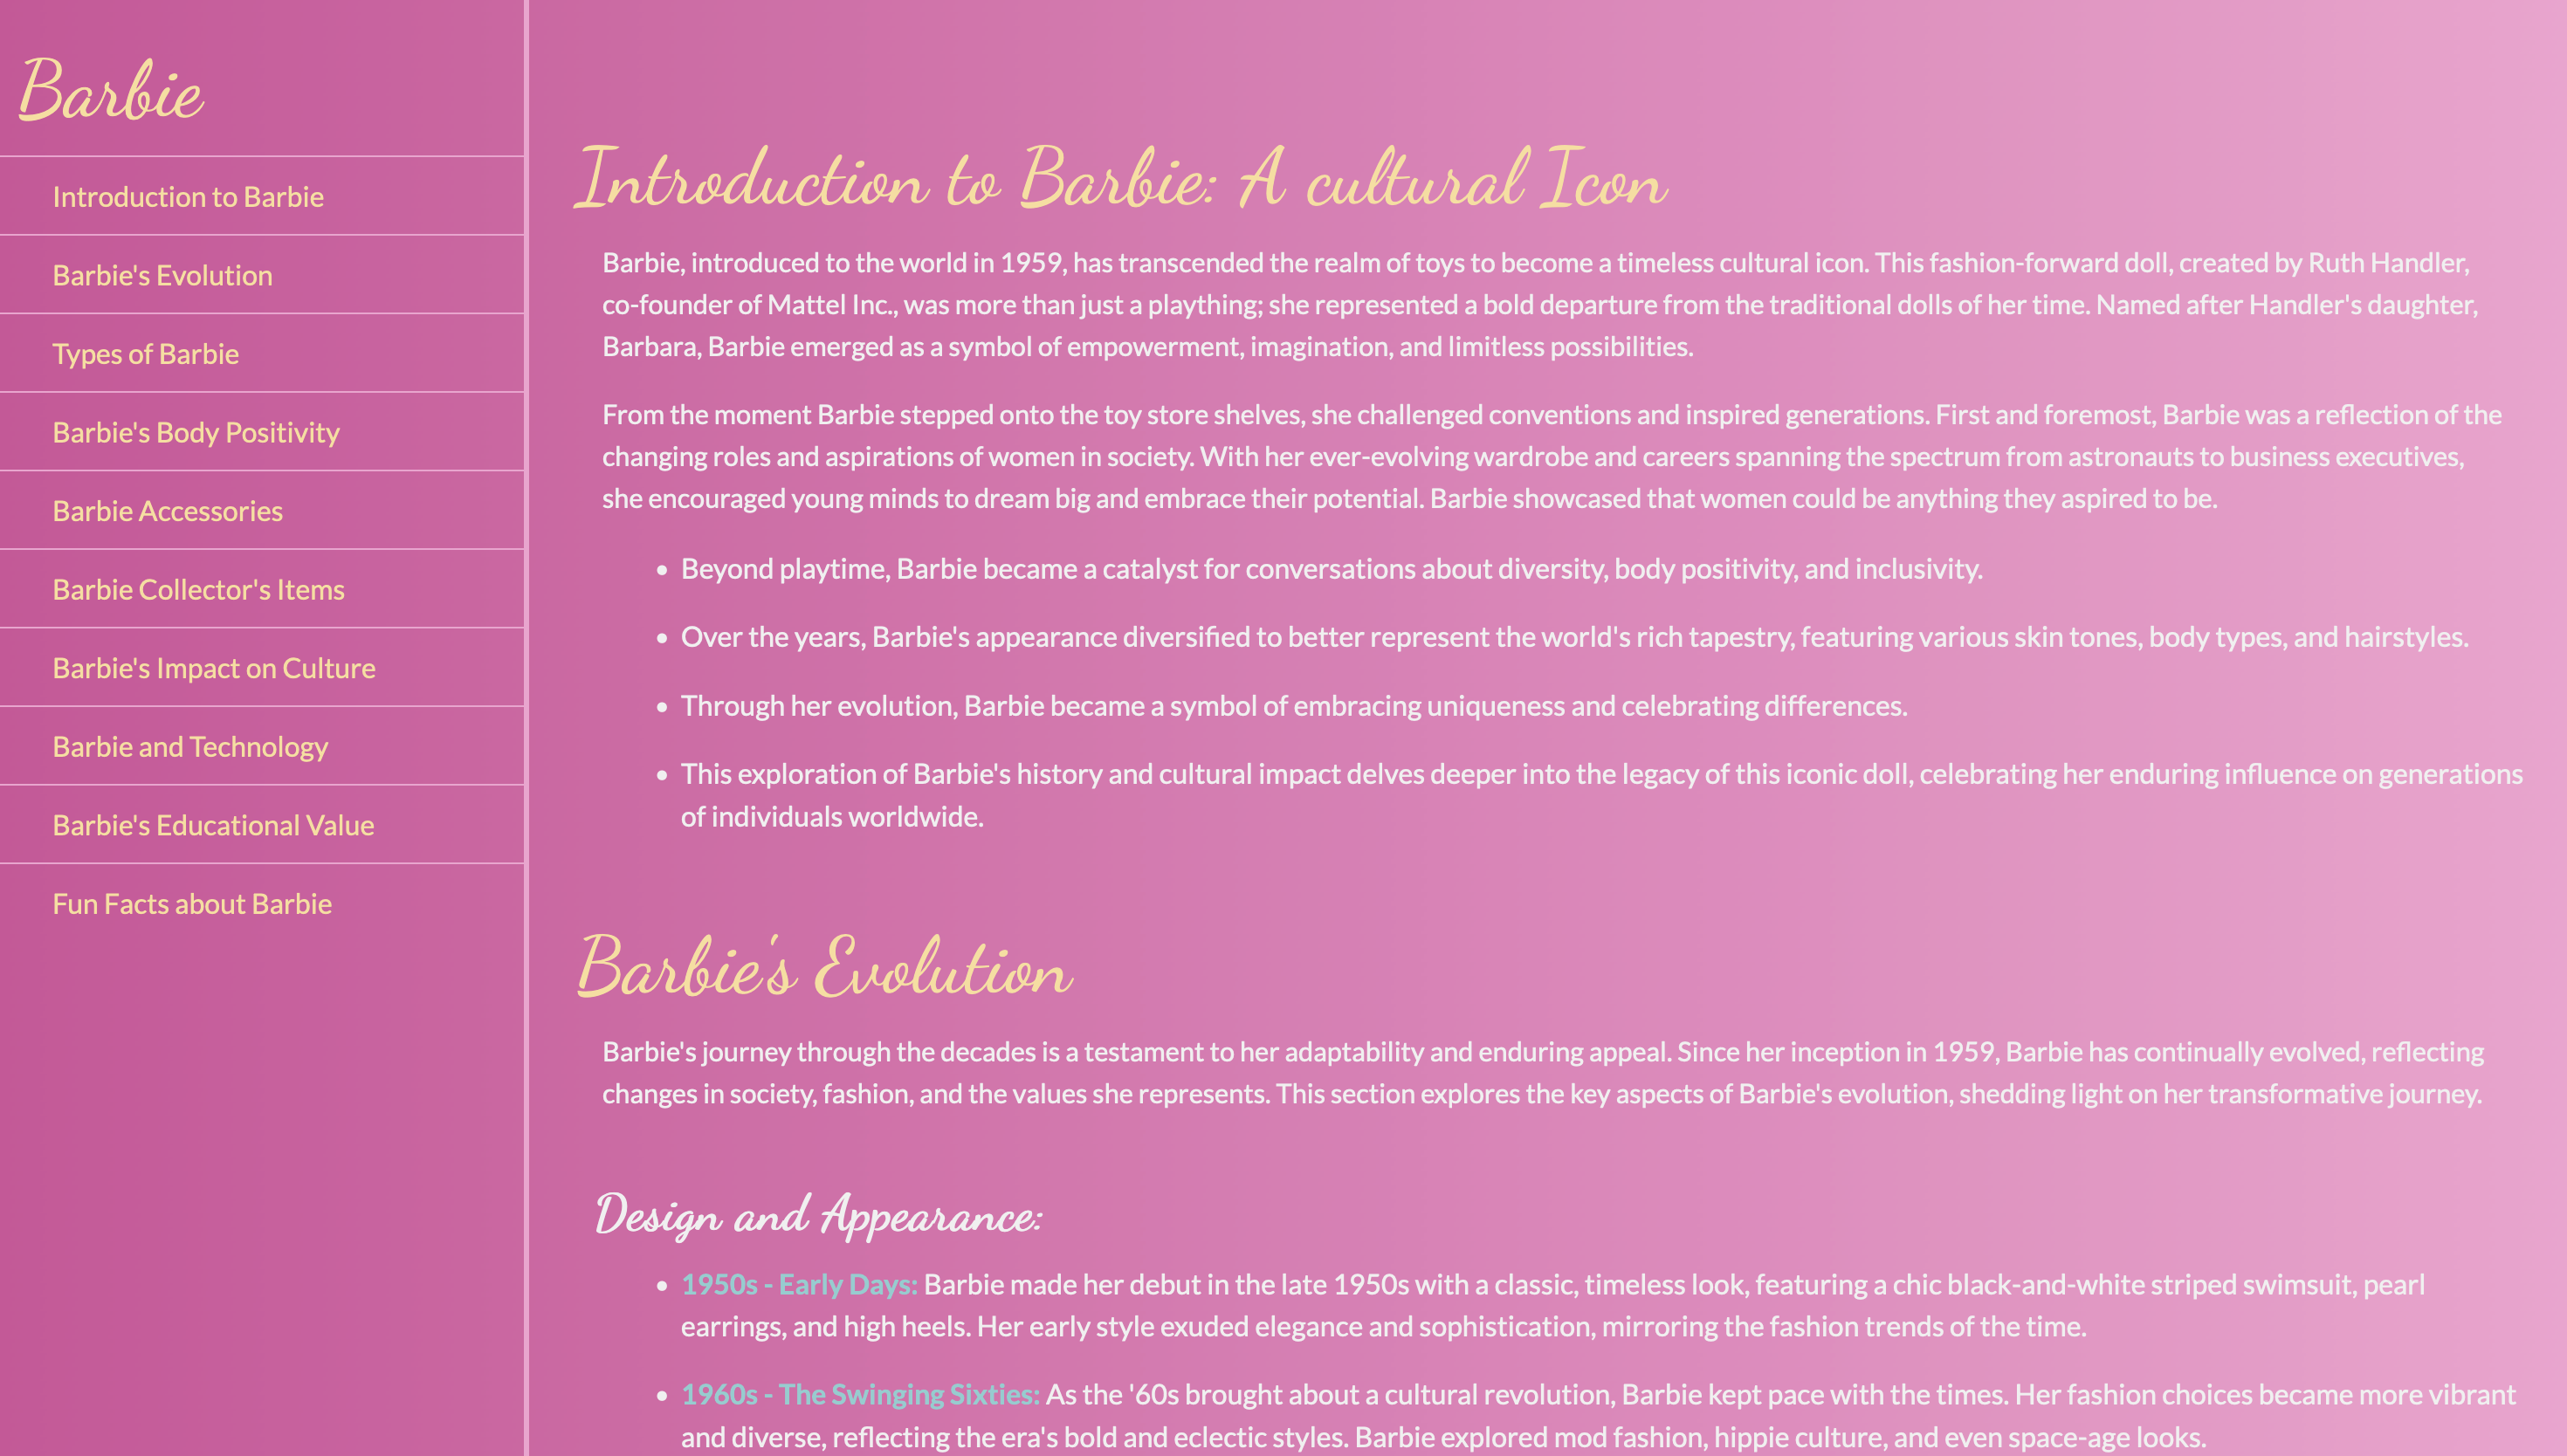 Barbie
Introduction to Barbie
Barbie's Evolution
Types of Barbie
Barbie's Body Positivity
Barbie Accessories
Barbie Collector's Items
Barbie's Impact on Culture
Barbie and Technology
Barbie's Educational Value
Fun Facts about Barbie
Introduction to Barbie: A cultural Icon
Barbie, introduced to the world in 1959, has transcended the realm of toys to become a timeless cultural icon. This fashion-forward doll, created by Ruth Handler,
co-founder of Mattel Inc., was more than just a plaything; she represented a bold departure from the traditional dolls of her time. Named after Handler's daughter,
Barbara, Barbie emerged as a symbol of empowerment, imagination, and limitless possibilities.
From the moment Barbie stepped onto the toy store shelves, she challenged conventions and inspired generations. First and foremost, Barbie was a reflection of the
changing roles and aspirations of women in society. With her ever-evolving wardrobe and careers spanning the spectrum from astronauts to business executives,
she encouraged young minds to dream big and embrace their potential. Barbie showcased that women could be anything they aspired to be.
• Beyond playtime, Barbie became a catalyst for conversations about diversity, body positivity, and inclusivity.
• Over the years, Barbie's appearance diversified to better represent the world's rich tapestry, featuring various skin tones, body types, and hairstyles.
• Through her evolution, Barbie became a symbol of embracing uniqueness and celebrating differences.
• This exploration of Barbie's history and cultural impact delves deeper into the legacy of this iconic doll, celebrating her enduring influence on generations
of individuals worldwide.
Barbie's Evolution
Barbie's journey through the decades is a testament to her adaptability and enduring appeal. Since her inception in 1959, Barbie has continually evolved, reflecting
changes in society, fashion, and the values she represents. This section explores the key aspects of Barbie's evolution, shedding light on her transformative journey.
Design and Appearance:
• 1950s - Early Days: Barbie made her debut in the late 1950s with a classic, timeless look, featuring a chic black-and-white striped swimsuit, pearl
earrings, and high heels. Her early style exuded elegance and sophistication, mirroring the fashion trends of the time.
• 1960s - The Swinging Sixties: As the '60s brought about a cultural revolution, Barbie kept pace with the times. Her fashion choices became more vibrant
and diverse, reflecting the era's bold and eclectic styles. Barbie explored mod fashion, hippie culture, and even space-age looks.